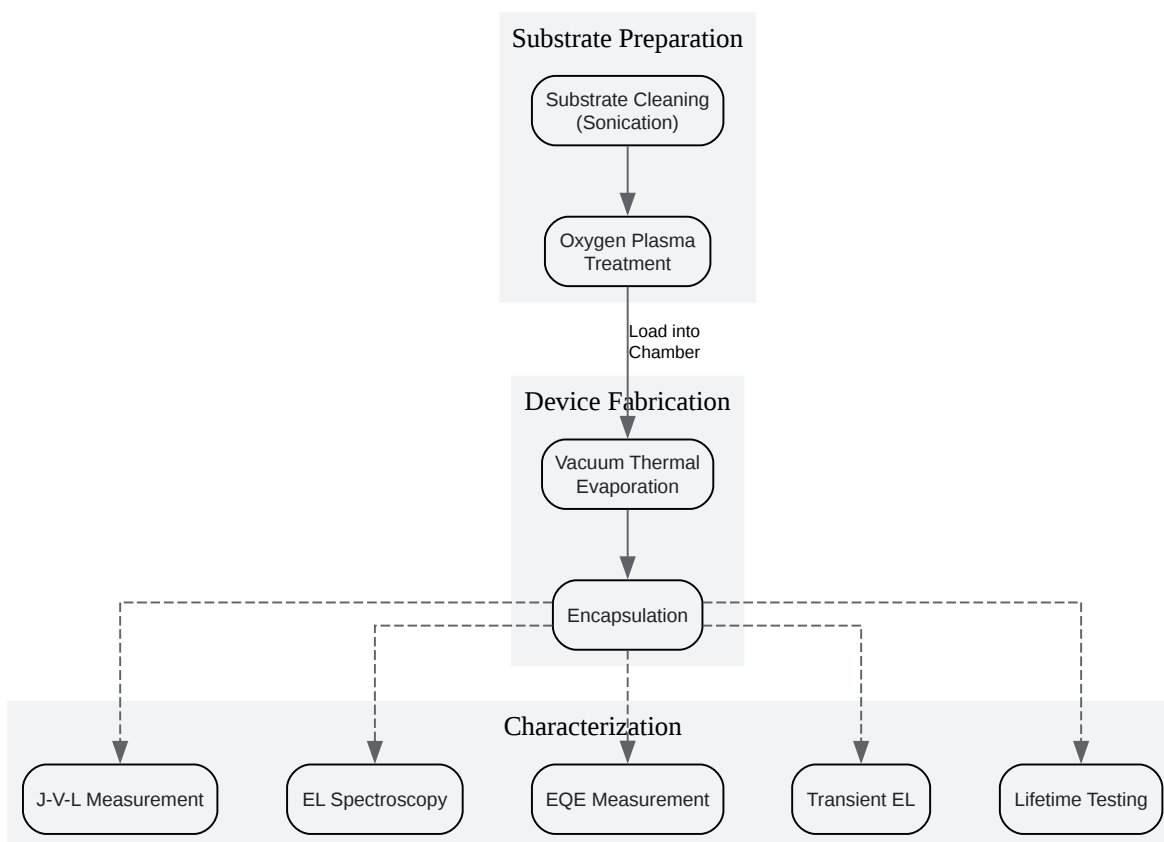 Substrate Preparation
Substrate Cleaning
(Sonication)
Oxygen Plasma
Treatment
Load into
Chamber
Device Fabrication
Vacuum Thermal
Evaporation
Encapsulation
Characterization
J-V-L Measurement
EL Spectroscopy
EQE Measurement
Transient EL
Lifetime Testing